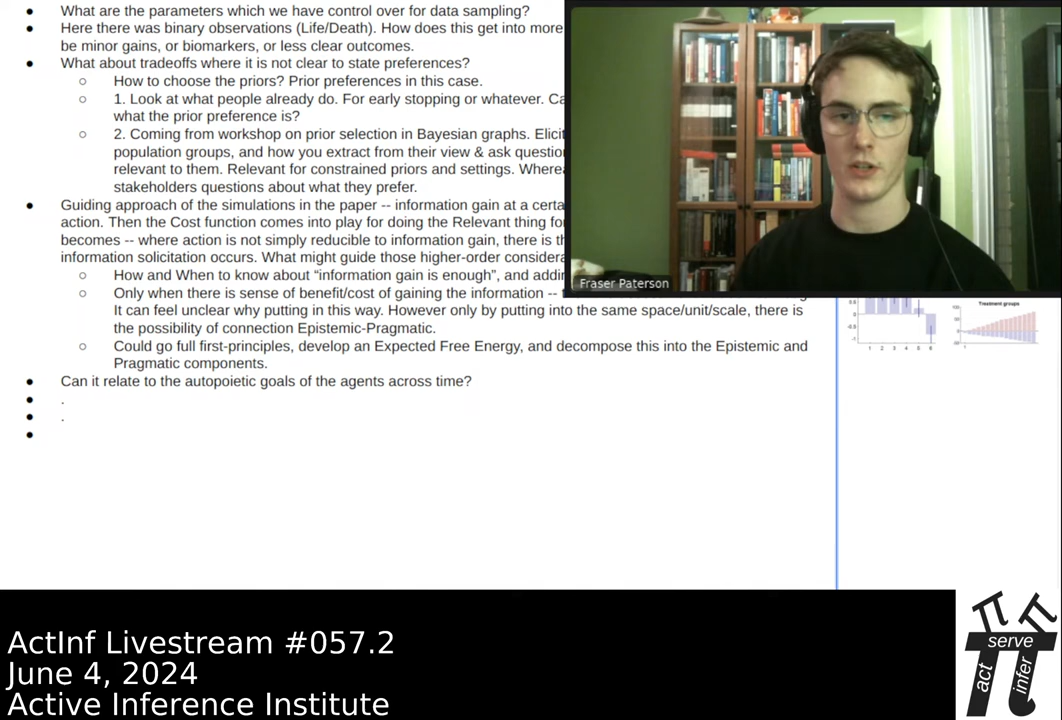 What are the parameters which we have control over for data sampling?
Here there was binary observations (Life/Death). How does this get into more
be minor gains, or biomarkers, or less clear outcomes.
What about tradeoffs where it is not clear to state preferences?
How to choose the priors? Prior preferences in this case.
1. Look at what people already do. For early stopping or whatever. Ca
what the prior preference is?
2. Coming from workshop on prior selection in Bayesian graphs. Elicit
population groups, and how you extract from their view & ask question
relevant to them. Relevant for constrained priors and settings. Wherea
stakeholders questions about what they prefer.
Guiding approach of the simulations in the paper -- information gain at a certa
action. Then the Cost function comes into play for doing the Relevant thing fo
becomes -- where action is not simply reducible to information gain, there is th
information solicitation occurs. What might guide those higher-order considera
How and When to know about “information gain is enough”, and addin
Only when there is sense of benefit/cost of gaining the information --
It can feel unclear why putting in this way. However only by putting into the same space/unit/scale, there is
the possibility of connection Epistemic-Pragmatic.
Could go full first-principles, develop an Expected Free Energy, and decompose this into the Epistemic and
Pragmatic components.
Can it relate to the autopoietic goals of the agents across time?
.
.
Fraser Paterson
Treatment groups
1 2 3 4 5 6
ActInf Livestream #057.2
June 4, 2024
Active Inference Institute
serve
act
infer